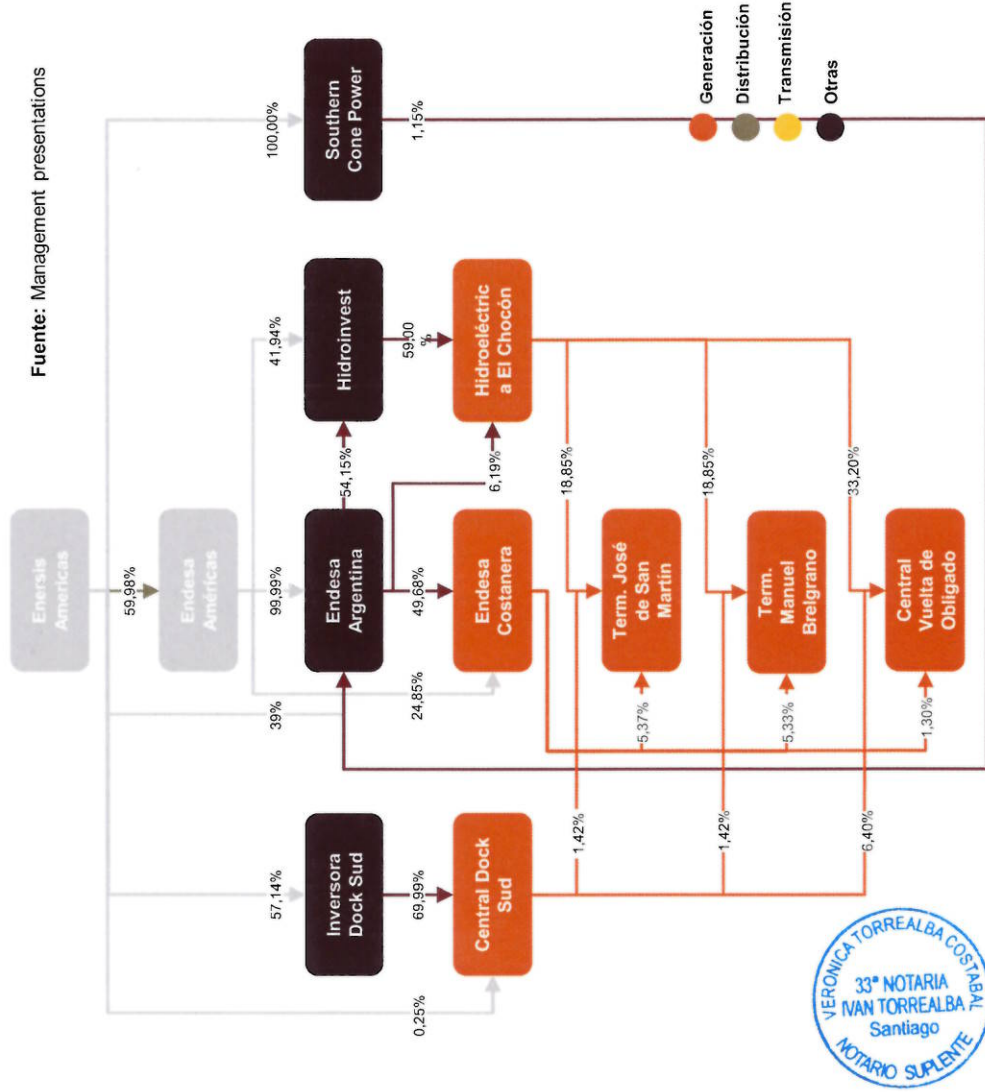 Fuente: Management presentations
Enersis
Americas
59,98%
Endesa
Américas
57,14%
39%
99,99%
41,94%
100,00%
Inversora
Dock Sud
Endesa
Argentina
54,15%
Hidroinvest
Southern
Cone Power
0,25%
69,99%
24,85%
49,68%
6,19%
59,00
%
1,15%
Central Dock
Sud
Endesa
Costanera
Hidroeléctric
a El Chocón
1,42%
18,85%
5,37%
Term. José
de San
Martín
1,42%
18,85%
5,33%
Term.
Manuel
Brelgrano
6,40%
33,20%
1,30%
Central
Vuelta de
Obligado
Generación
Distribución
Transmisión
Otras
VERONICA TORREALBA COSTABAL
33ª NOTARIA
IVAN TORREALBA
Santiago
NOTARIO SUPLENTE